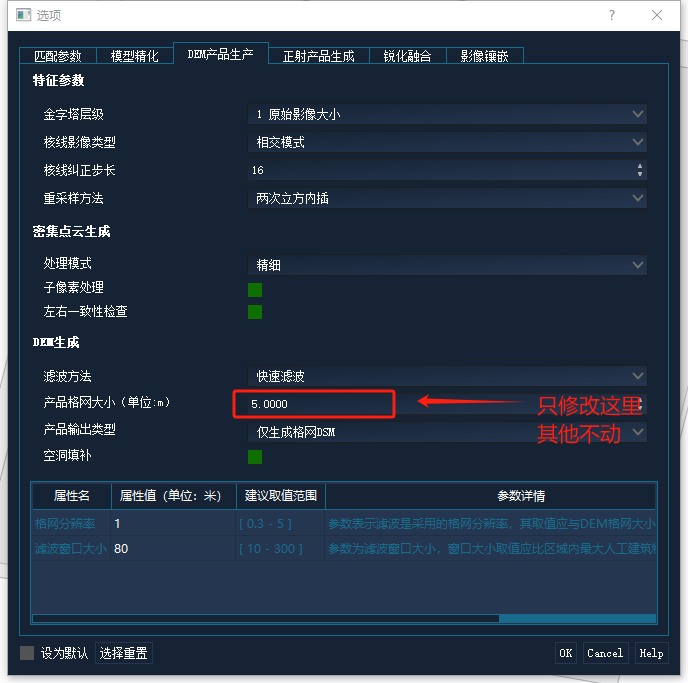 选项
匹配参数 模型精化 DEM产品生产 正射产品生成 锐化融合 影像镶嵌
特征参数
金字塔层级 1 原始影像大小
核线影像类型 相交模式
核线纠正步长 16
重采样方法 两次立方内插
密集点云生成
处理模式 精细
子像素处理
左右一致性检查
DEM生成
滤波方法 快速滤波
产品格网大小（单位:m） 5.0000 只修改这里
产品输出类型 仅生成格网DSM 其他不动
空洞填补
属性名 属性值（单位：米） 建议取值范围 参数详情
格网分辨率 1 [ 0.3 - 5 ] 参数表示滤波是采用的格网分辨率，其取值应与DEM格网大小
滤波窗口大小 80 [ 10 - 300 ] 参数为滤波窗口大小，窗口大小取值应比区域内最大人工建筑
设为默认 选择重置 OK Cancel Help